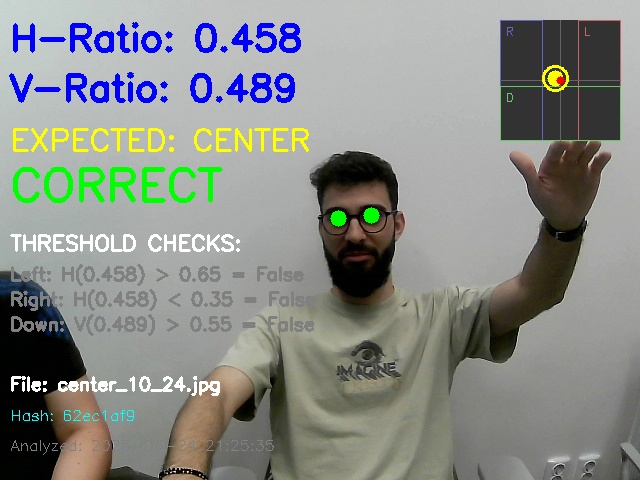 H-Ratio: 0.458
V-Ratio: 0.489
EXPECTED: CENTER
CORRECT
THRESHOLD CHECKS:
Left: H(0.458) > 0.65 = False
Right: H(0.458) < 0.35 = False
Down: V(0.489) > 0.55 = False
File: center_10_24.jpg
Hash: 62ec1af9
Analyzed: 21:25:35
R
L
D
IMAGINE